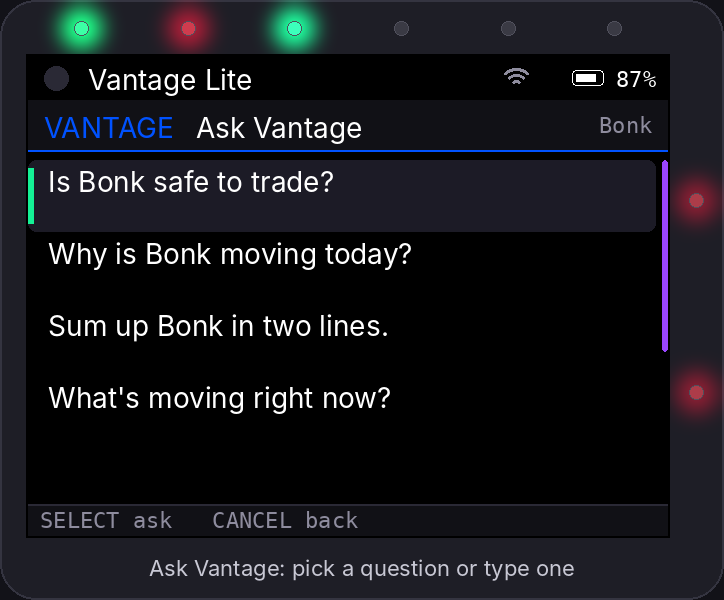 Vantage Lite 87%
VANTAGE Ask Vantage Bonk
Is Bonk safe to trade?
Why is Bonk moving today?
Sum up Bonk in two lines.
What's moving right now?
SELECT ask CANCEL back
Ask Vantage: pick a question or type one